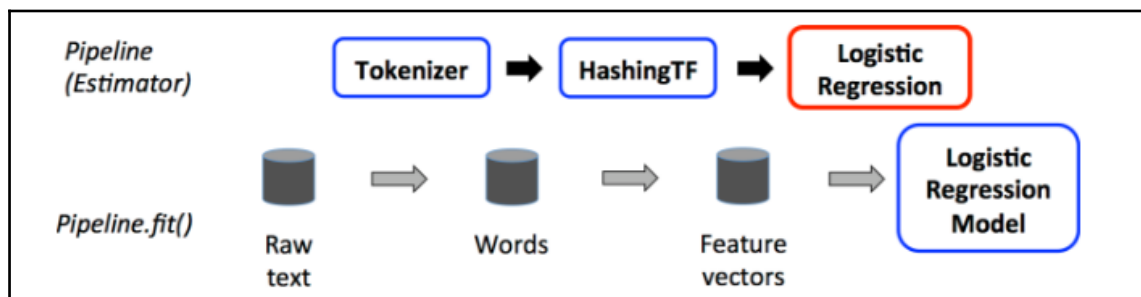 Pipeline
(Estimator)
Tokenizer
HashingTF
Logistic
Regression
Pipeline.fit()
Raw
text
Words
Feature
vectors
Logistic
Regression
Model